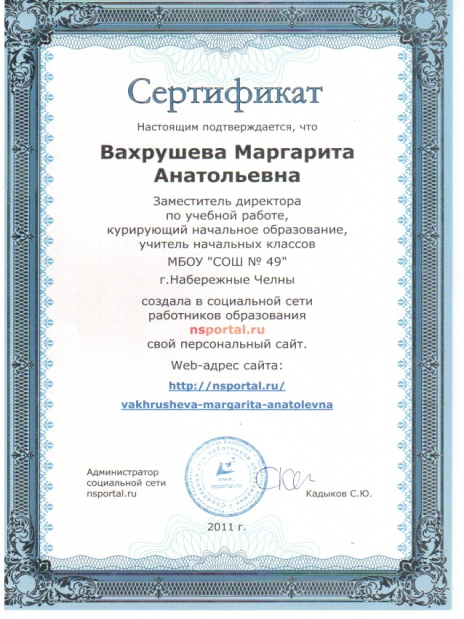 Сертификат
Настоящим подтверждается, что
Вахрушева Маргарита
Анатольевна
Заместитель директора
по учебной работе,
курирующий начальное образование,
учитель начальных классов
МБОУ "СОШ № 49"
г.Набережные Челны
создала в социальной сети
работников образования
nsportal.ru
свой персональный сайт.
Web-адрес сайта:
http://nsportal.ru/
vakhrusheva-margarita-anatolevna
Администратор
социальной сети
nsportal.ru
www.
nsportal.ru
Кадыков С.Ю.
2011 г.